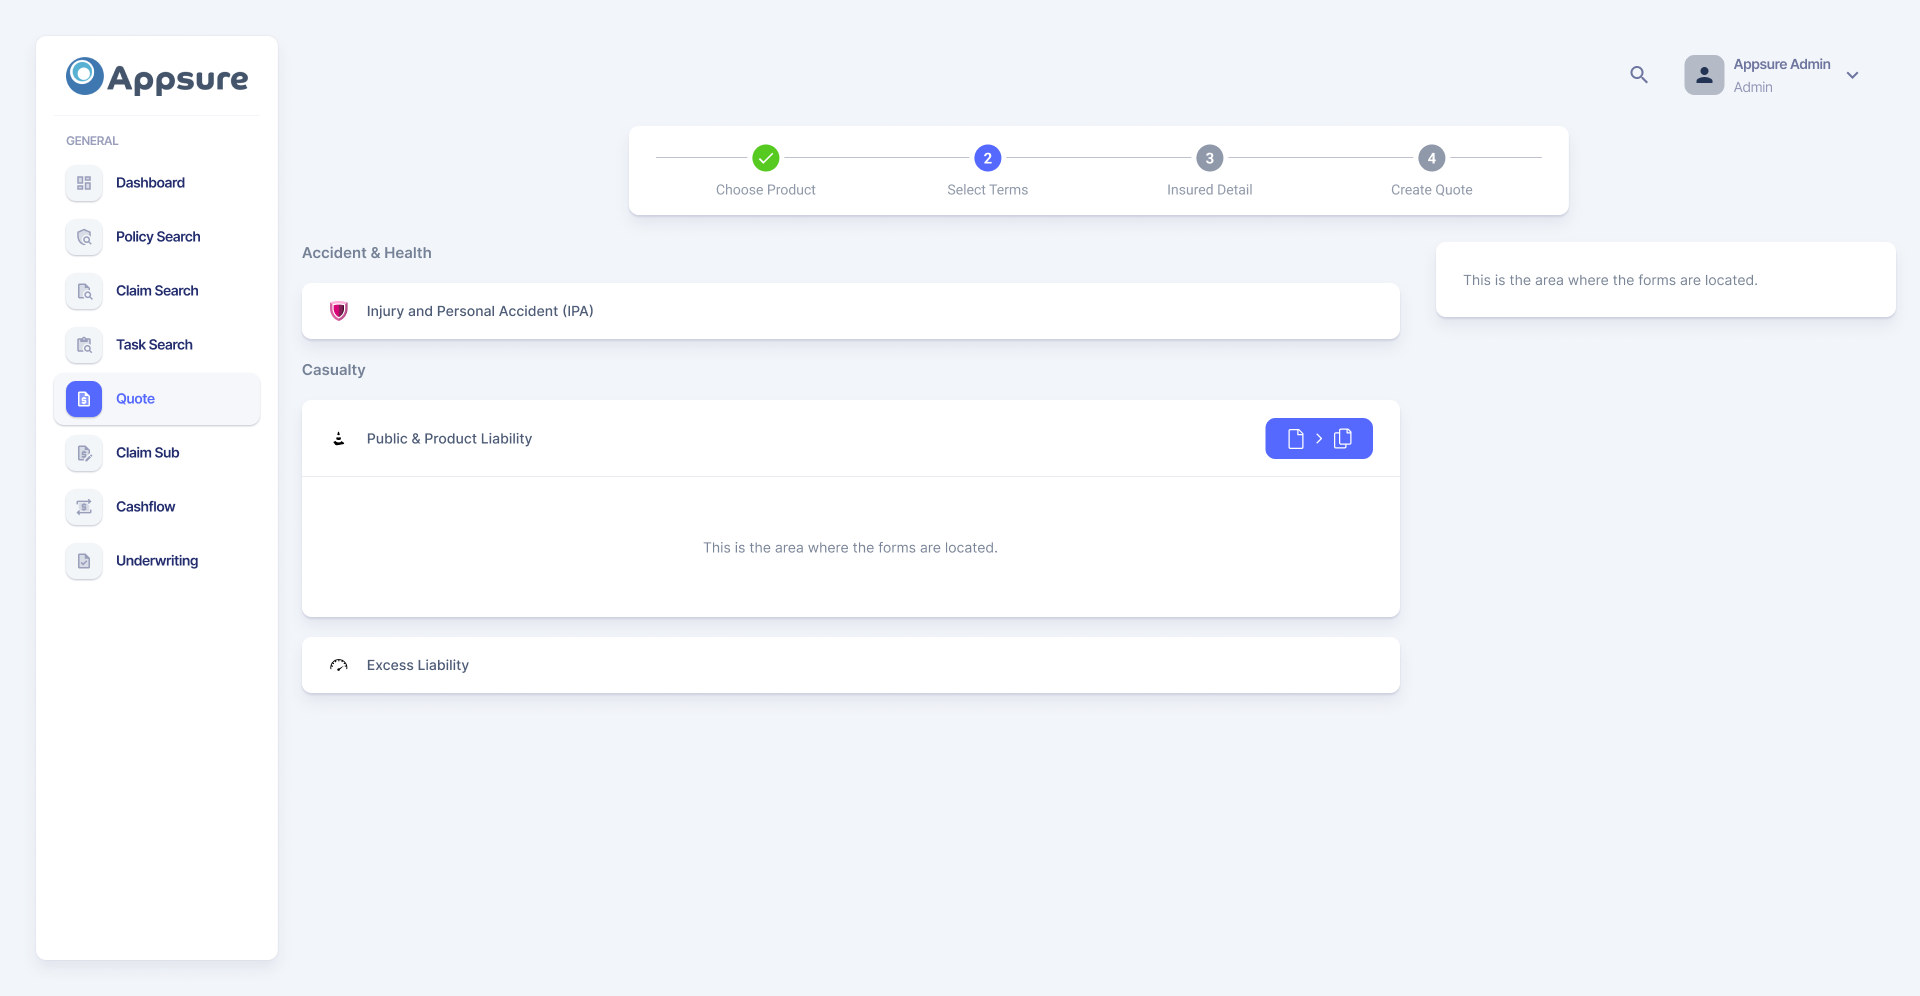 Appsure
GENERAL
Dashboard
Policy Search
Claim Search
Task Search
Quote
Claim Sub
Cashflow
Underwriting
Appsure Admin
Admin
2
3
4
Choose Product
Select Terms
Insured Detail
Create Quote
Accident & Health
Injury and Personal Accident (IPA)
Casualty
Public & Product Liability
This is the area where the forms are located.
Excess Liability
This is the area where the forms are located.